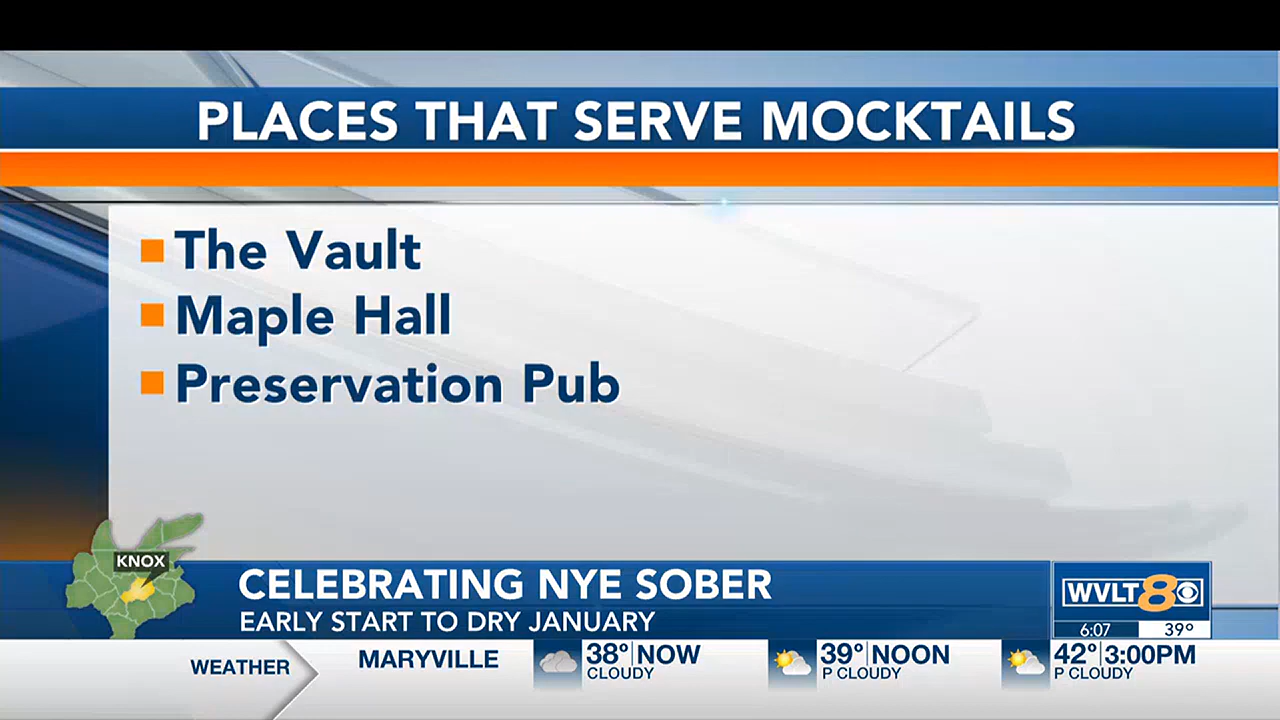 PLACES THAT SERVE MOCKTAILS
The Vault
Maple Hall
Preservation Pub
KNOX
CELEBRATING NYE SOBER
EARLY START TO DRY JANUARY
WVLT 8
6:07 39°
WEATHER
MARYVILLE
38° NOW
CLOUDY
39° NOON
P CLOUDY
42° 3:00PM
P CLOUDY